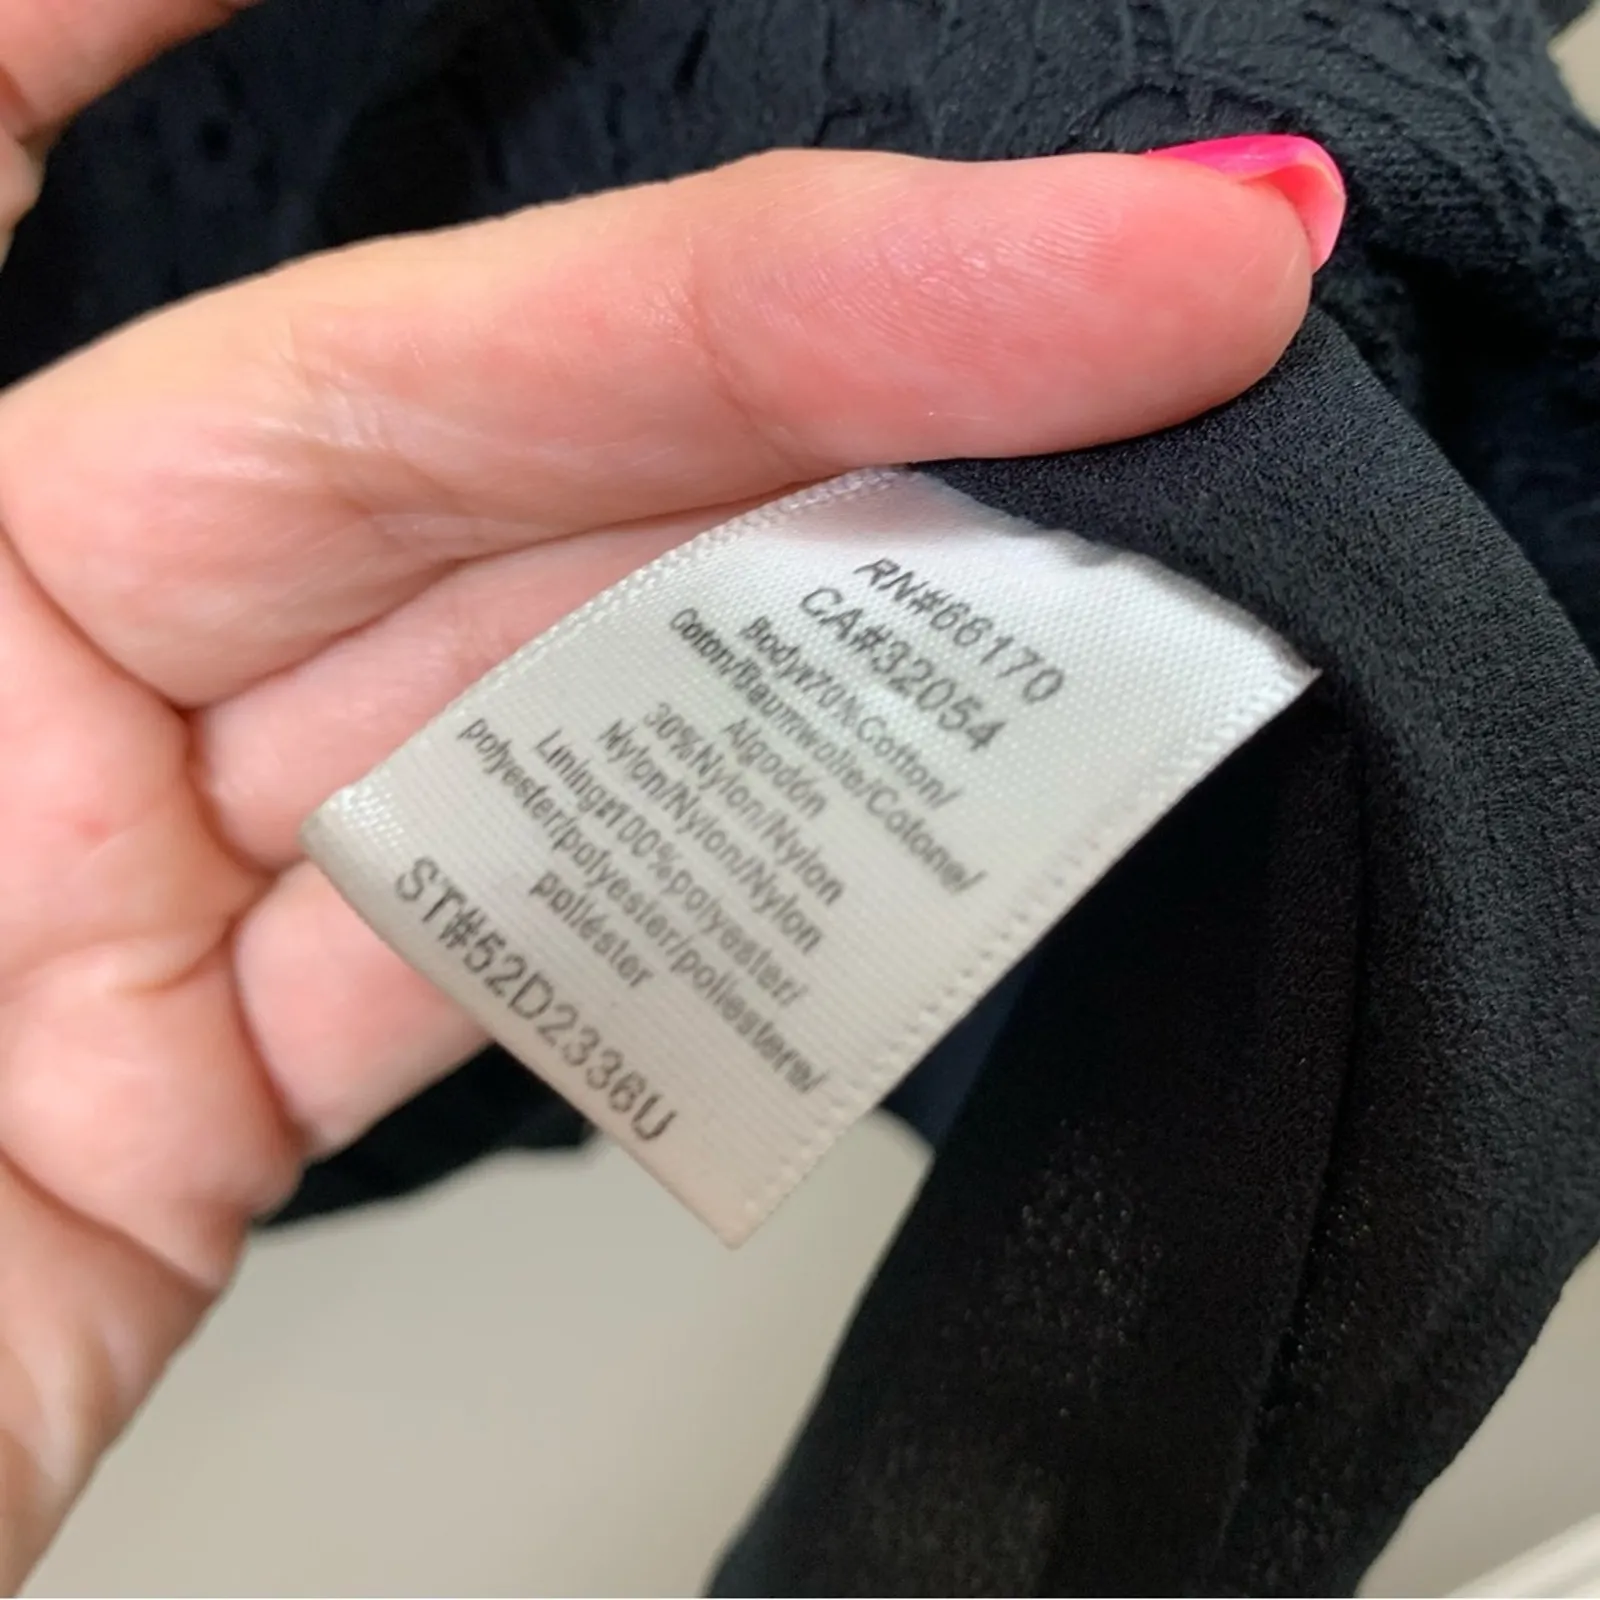 RN#66170
CA#32054
Body#70%Cotton/
Coton/Baumwolle/Cotone/
Algodón
30%Nylon/Nylon
Nylon/Nylon/Nylon
Lining#100%polyester/
polyester/polyester/poliestere/
poliéster
ST#52D2336U